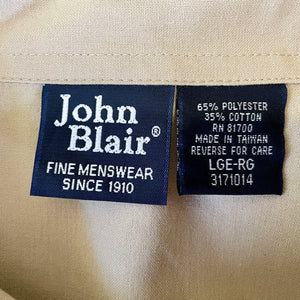 John
Blair®
FINE MENSWEAR
SINCE 1910
65% POLYESTER
35% COTTON
RN 81700
MADE IN TAIWAN
REVERSE FOR CARE
LGE-RG
3171014